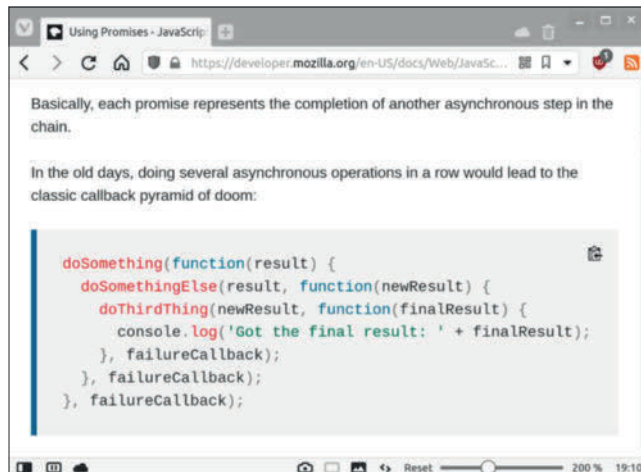 Using Promises - JavaScrip
https://developer.mozilla.org/en-US/docs/Web/JavaSc...
1
Basically, each promise represents the completion of another asynchronous step in the
chain.
In the old days, doing several asynchronous operations in a row would lead to the
classic callback pyramid of doom:
doSomething(function(result) {
  doSomethingElse(result, function(newResult) {
    doThirdThing(newResult, function(finalResult) {
      console.log('Got the final result: ' + finalResult);
    }, failureCallback);
  }, failureCallback);
}, failureCallback);
Reset 200 % 19:10